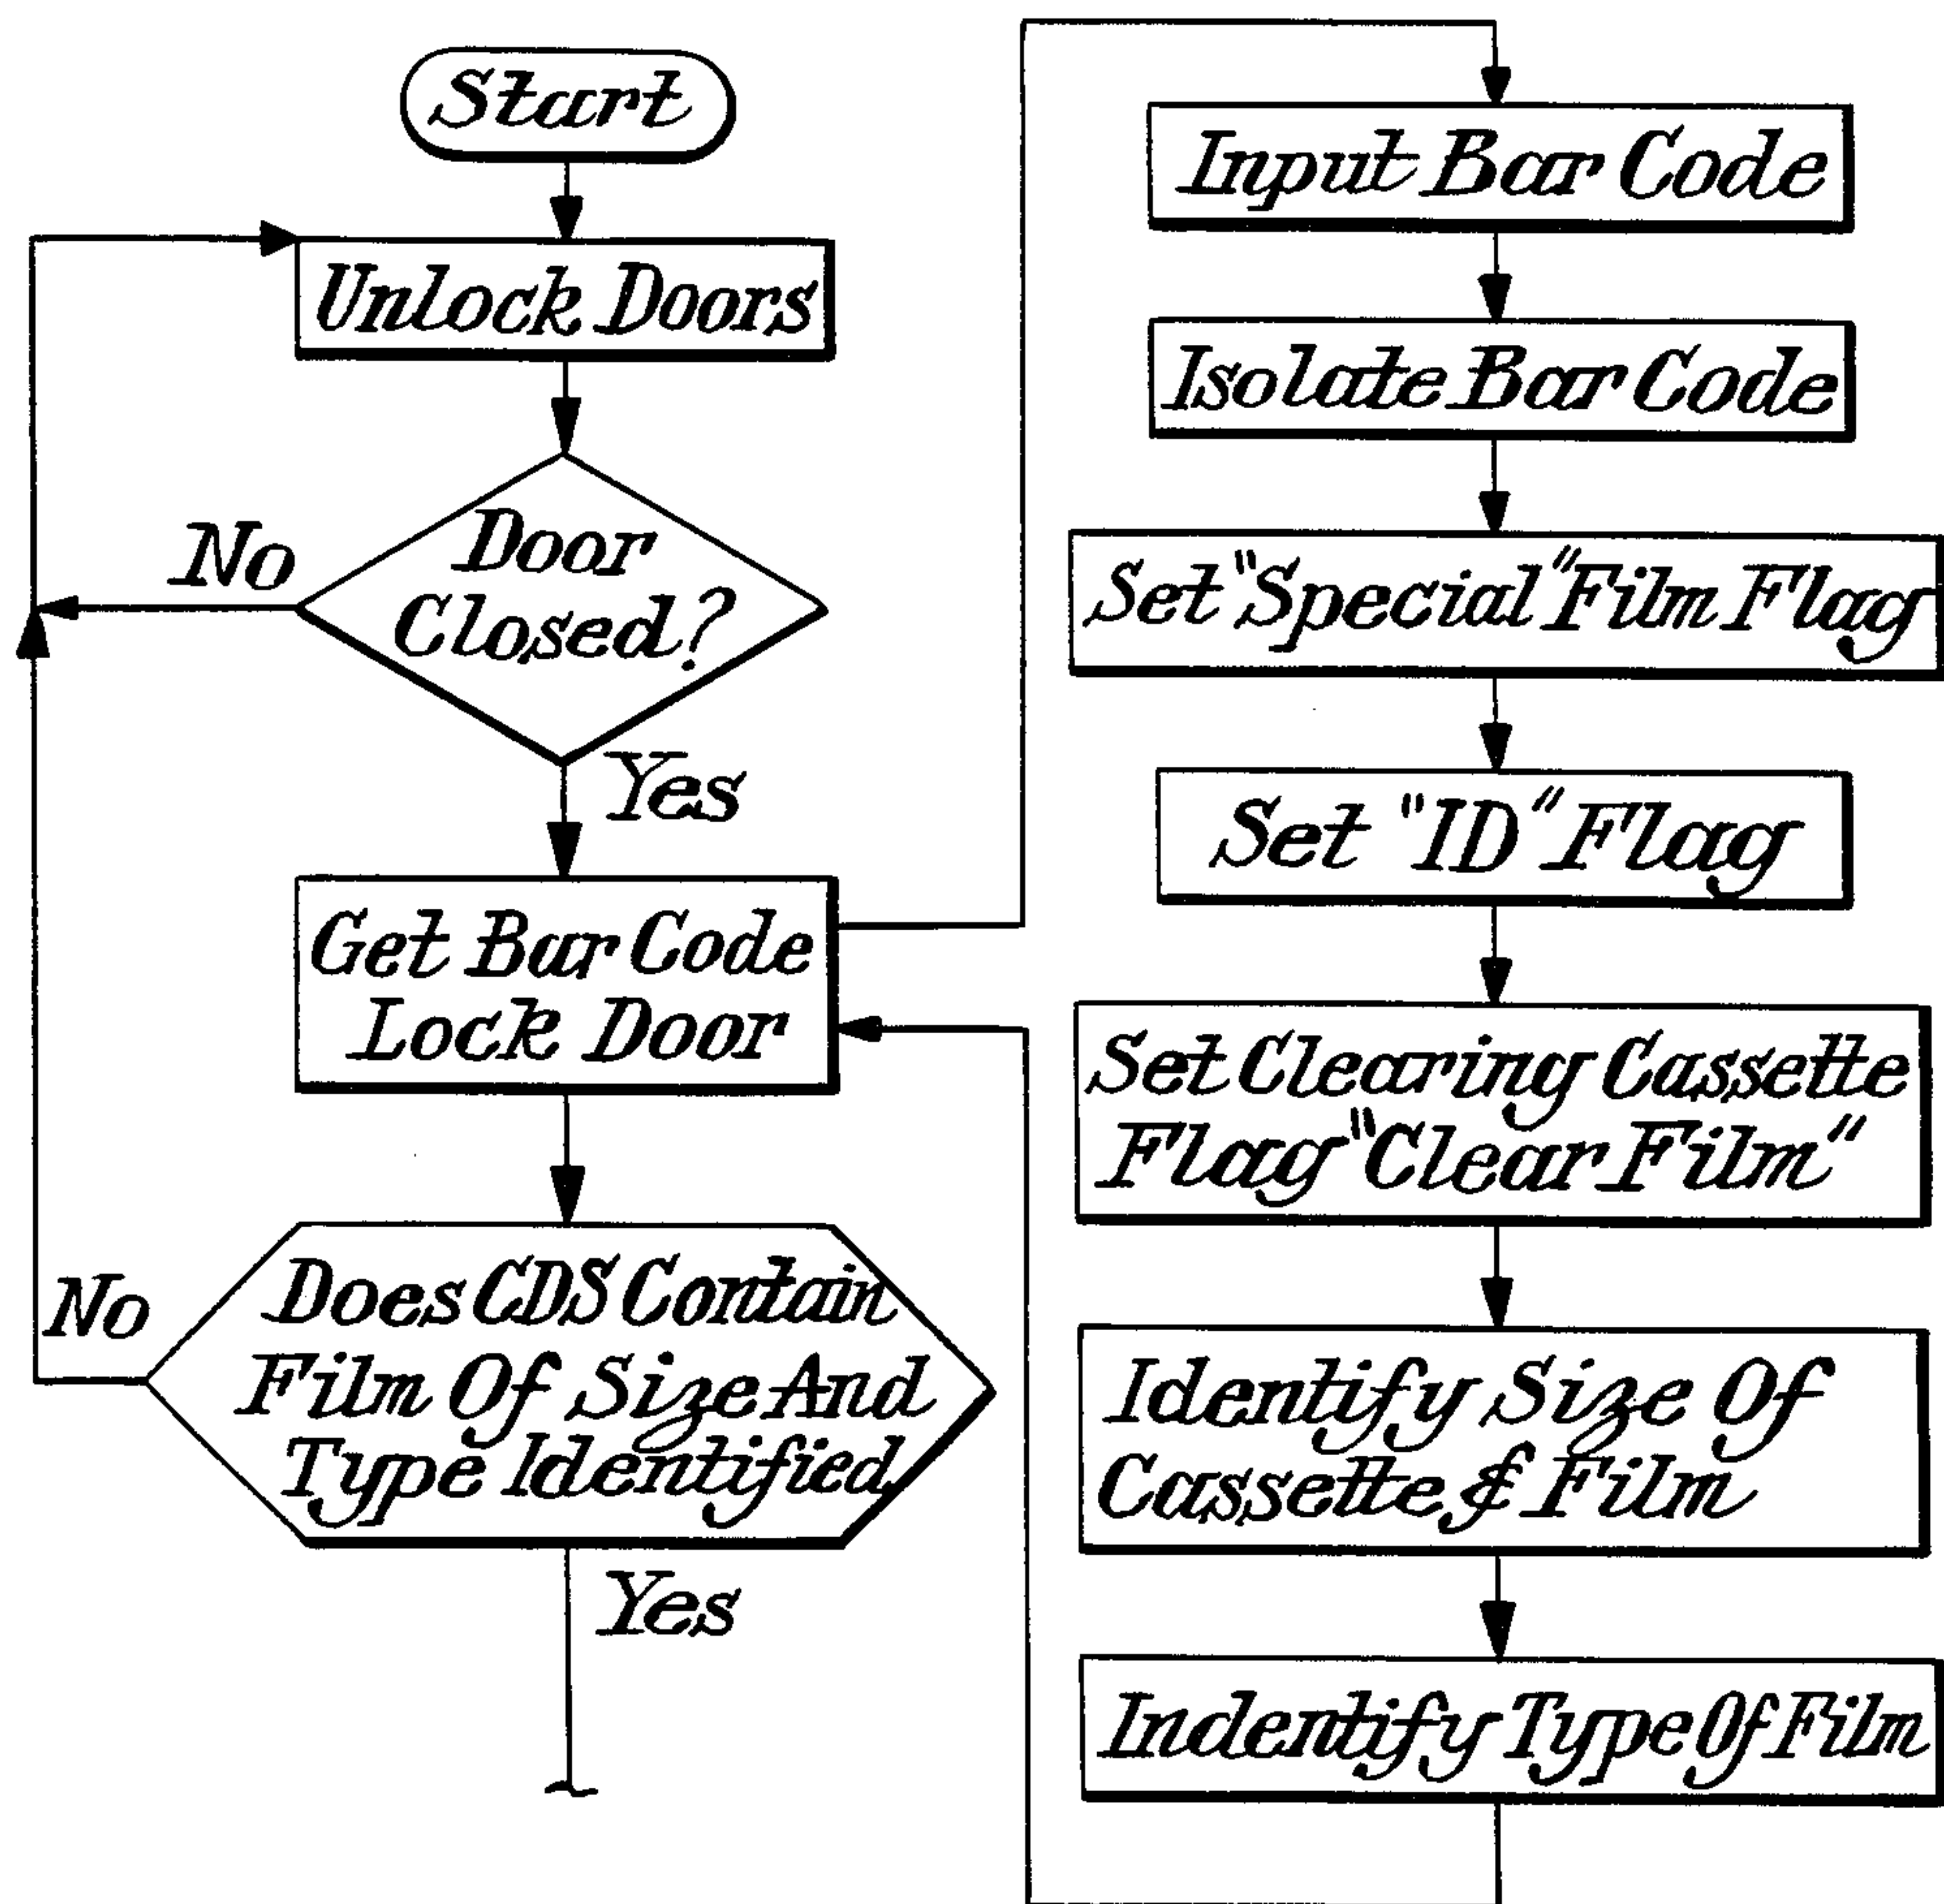 Start
Unlock Doors
No
Door
Closed?
Yes
Get Bar Code
Lock Door
No
Does CDS Contain
Film Of Size And
Type Identified
Yes
Input Bar Code
Isolate Bar Code
Set "Special" Film Flag
Set "ID" Flag
Set Clearing Cassette
Flag "Clear Film"
Identify Size Of
Cassette & Film
Indentify Type Of Film